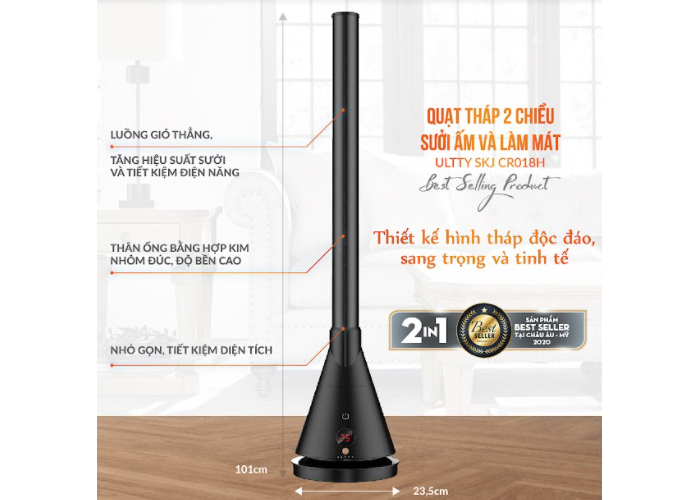 LUỒNG GIÓ THẲNG,
TĂNG HIỆU SUẤT SƯỞI
VÀ TIẾT KIỆM ĐIỆN NĂNG
THÂN ỐNG BẰNG HỢP KIM
NHÔM ĐÚC, ĐỘ BỀN CAO
NHỎ GỌN, TIẾT KIỆM DIỆN TÍCH
QUẠT THÁP 2 CHIỀU
SƯỞI ẤM VÀ LÀM MÁT
ULTTY SKJ CR018H
Best Selling Product
Thiết kế hình tháp độc đáo,
sang trọng và tinh tế
2 IN 1
Best
SELLER
SẢN PHẨM
BEST SELLER
TẠI CHÂU ÂU - MỸ
2020
35
101cm
23,5cm